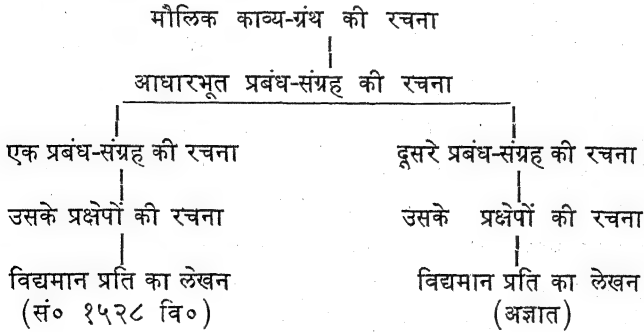 मौलिक काव्य-ग्रंथ की रचना
आधारभूत प्रबंध-संग्रह की रचना
एक प्रबंध-संग्रह की रचना
दूसरे प्रबंध-संग्रह की रचना
उसके प्रक्षेपों की रचना
उसके प्रक्षेपों की रचना
विद्यमान प्रति का लेखन
विद्यमान प्रति का लेखन
(सं० १५२८ वि०)
(अज्ञात)